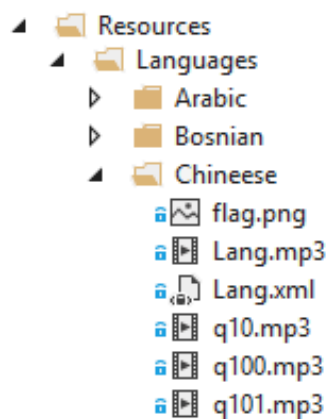 Resources
Languages
Arabic
Bosnian
Chineese
flag.png
Lang.mp3
Lang.xml
q10.mp3
q100.mp3
q101.mp3